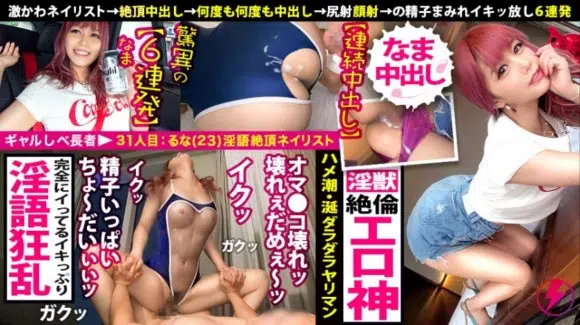 激かわネイリスト→絶頂中出し→何度も何度も中出し→尻射顔射→の精子まみれイキッ放し6連発
Asahi
驚異の
【6連発】
なま
【連続中出し】
なま
中出し
ギャルしべ長者▶31人目:るな(23)淫語絶頂ネイリスト
オマ●コ壊れッ
壊れぇだめぇ〜ッ
イクッ
ガクッ
イクッ
精子いっぱい
ちょ〜だいいぃッ
完全にイってるイキっぷり
淫語狂乱
ガクッ
ハメ潮・涎ダラダラヤリマン
淫獣
絶倫
エロ神